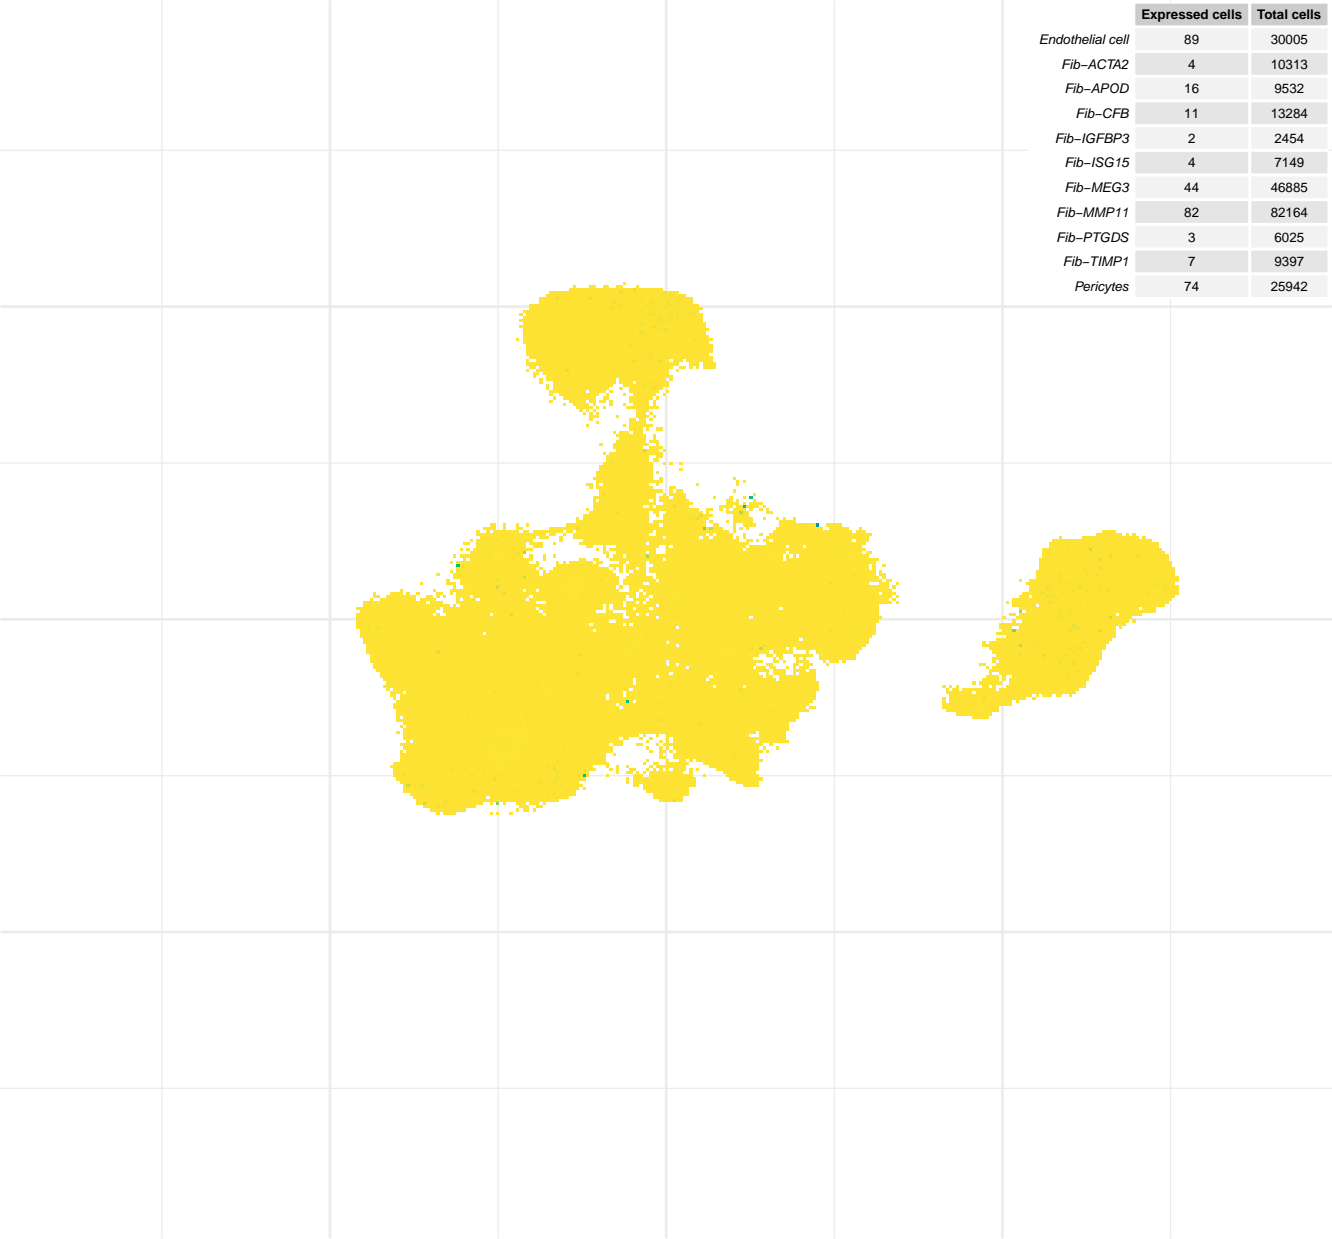 Expressed cells Total cells
Endothelial cell 89 30005
Fib−ACTA2 4 10313
Fib−APOD 16 9532
Fib−CFB 11 13284
Fib−IGFBP3 2 2454
Fib−ISG15 4 7149
Fib−MEG3 44 46885
Fib−MMP11 82 82164
Fib−PTGDS 3 6025
Fib−TIMP1 7 9397
Pericytes 74 25942